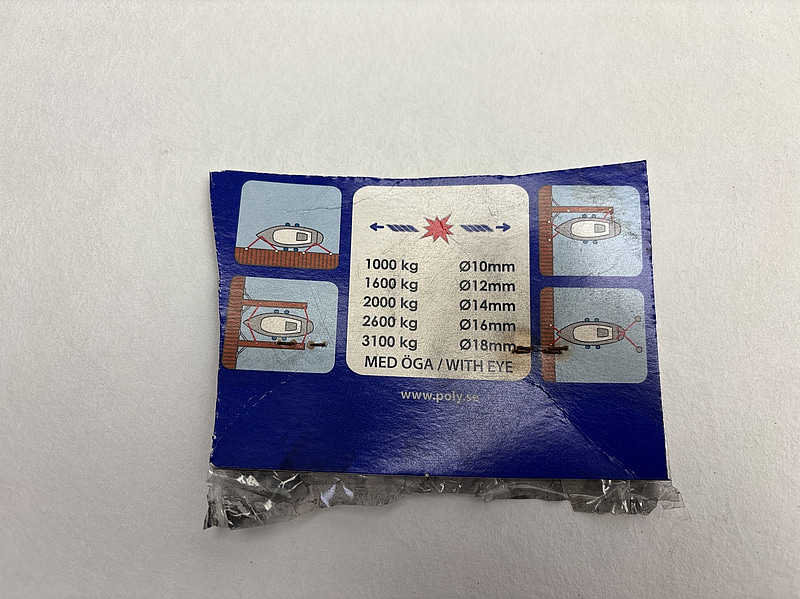 1000 kg Ø10mm
1600 kg Ø12mm
2000 kg Ø14mm
2600 kg Ø16mm
3100 kg Ø18mm
MED ÖGA / WITH EYE
www.poly.se